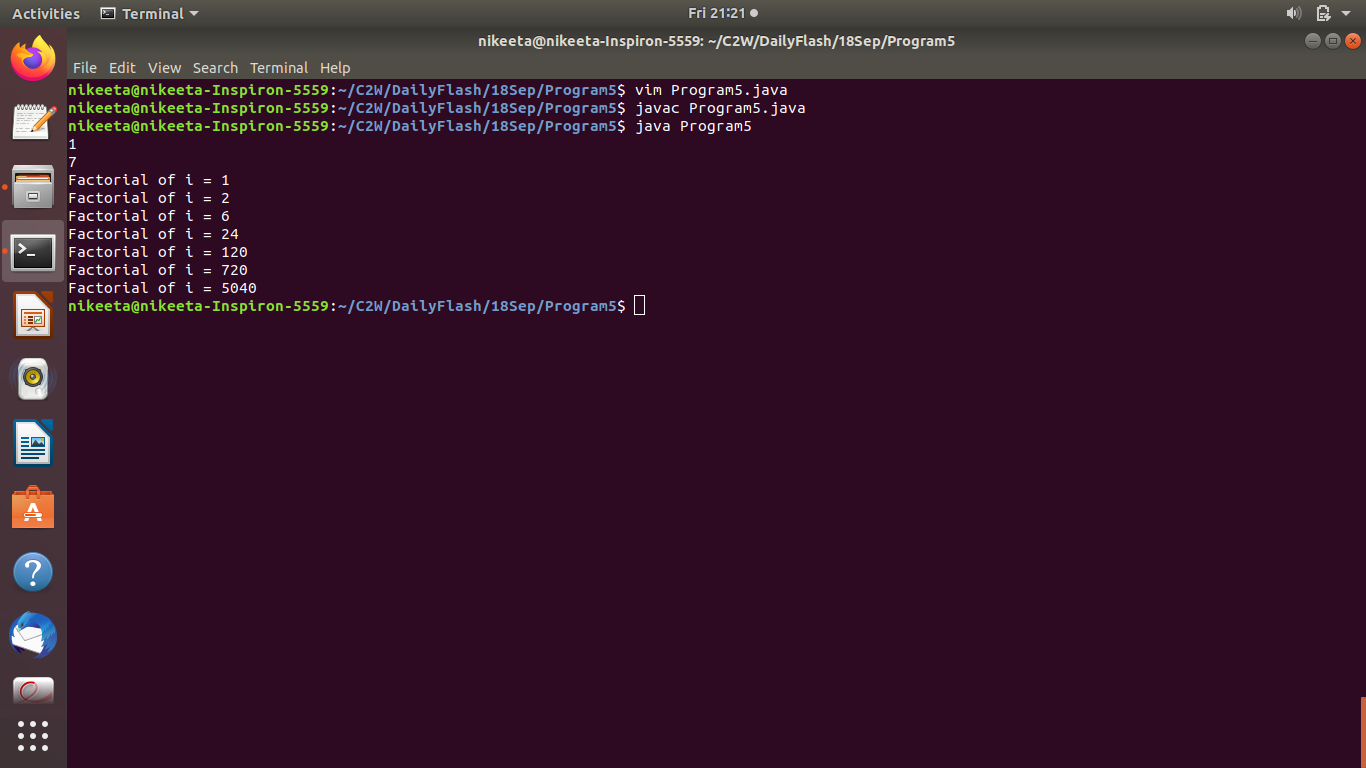 Activities Terminal Fri 21:21
nikeeta@nikeeta-Inspiron-5559: ~/C2W/DailyFlash/18Sep/Program5
File Edit View Search Terminal Help
nikeeta@nikeeta-Inspiron-5559:~/C2W/DailyFlash/18Sep/Program5$ vim Program5.java
nikeeta@nikeeta-Inspiron-5559:~/C2W/DailyFlash/18Sep/Program5$ javac Program5.java
nikeeta@nikeeta-Inspiron-5559:~/C2W/DailyFlash/18Sep/Program5$ java Program5
1
7
Factorial of i = 1
Factorial of i = 2
Factorial of i = 6
Factorial of i = 24
Factorial of i = 120
Factorial of i = 720
Factorial of i = 5040
nikeeta@nikeeta-Inspiron-5559:~/C2W/DailyFlash/18Sep/Program5$